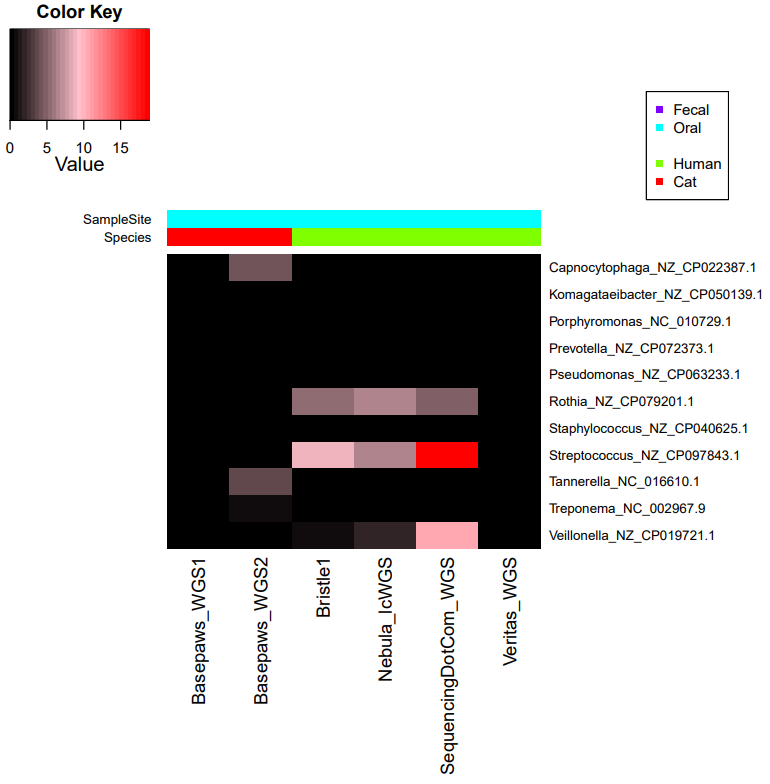 Color Key
0 5 10 15
Value
Fecal
Oral
Human
Cat
SampleSite
Species
Capnocytophaga_NZ_CP022387.1
Komagataeibacter_NZ_CP050139.1
Porphyromonas_NC_010729.1
Prevotella_NZ_CP072373.1
Pseudomonas_NZ_CP063233.1
Rothia_NZ_CP079201.1
Staphylococcus_NZ_CP040625.1
Streptococcus_NZ_CP097843.1
Tannerella_NC_016610.1
Treponema_NC_002967.9
Veillonella_NZ_CP019721.1
Basepaws_WGS1
Basepaws_WGS2
Bristle1
Nebula_lcWGS
SequencingDotCom_WGS
Veritas_WGS